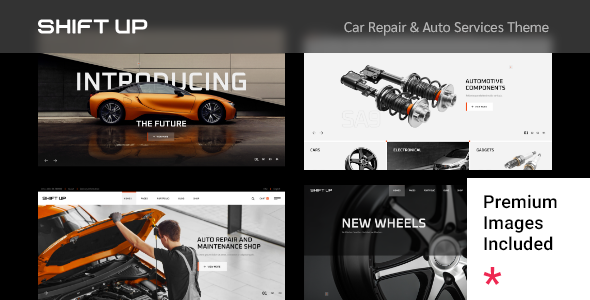 SHIFT UP
Car Repair & Auto Services Theme
INTRODUCING
THE FUTURE
AUTOMOTIVE
COMPONENTS
CARS
ELECTRONICAL
GADGETS
SHIFT UP
AUTO REPAIR AND
MAINTENANCE SHOP
SHIFT UP
NEW WHEELS
Premium
Images
Included
*